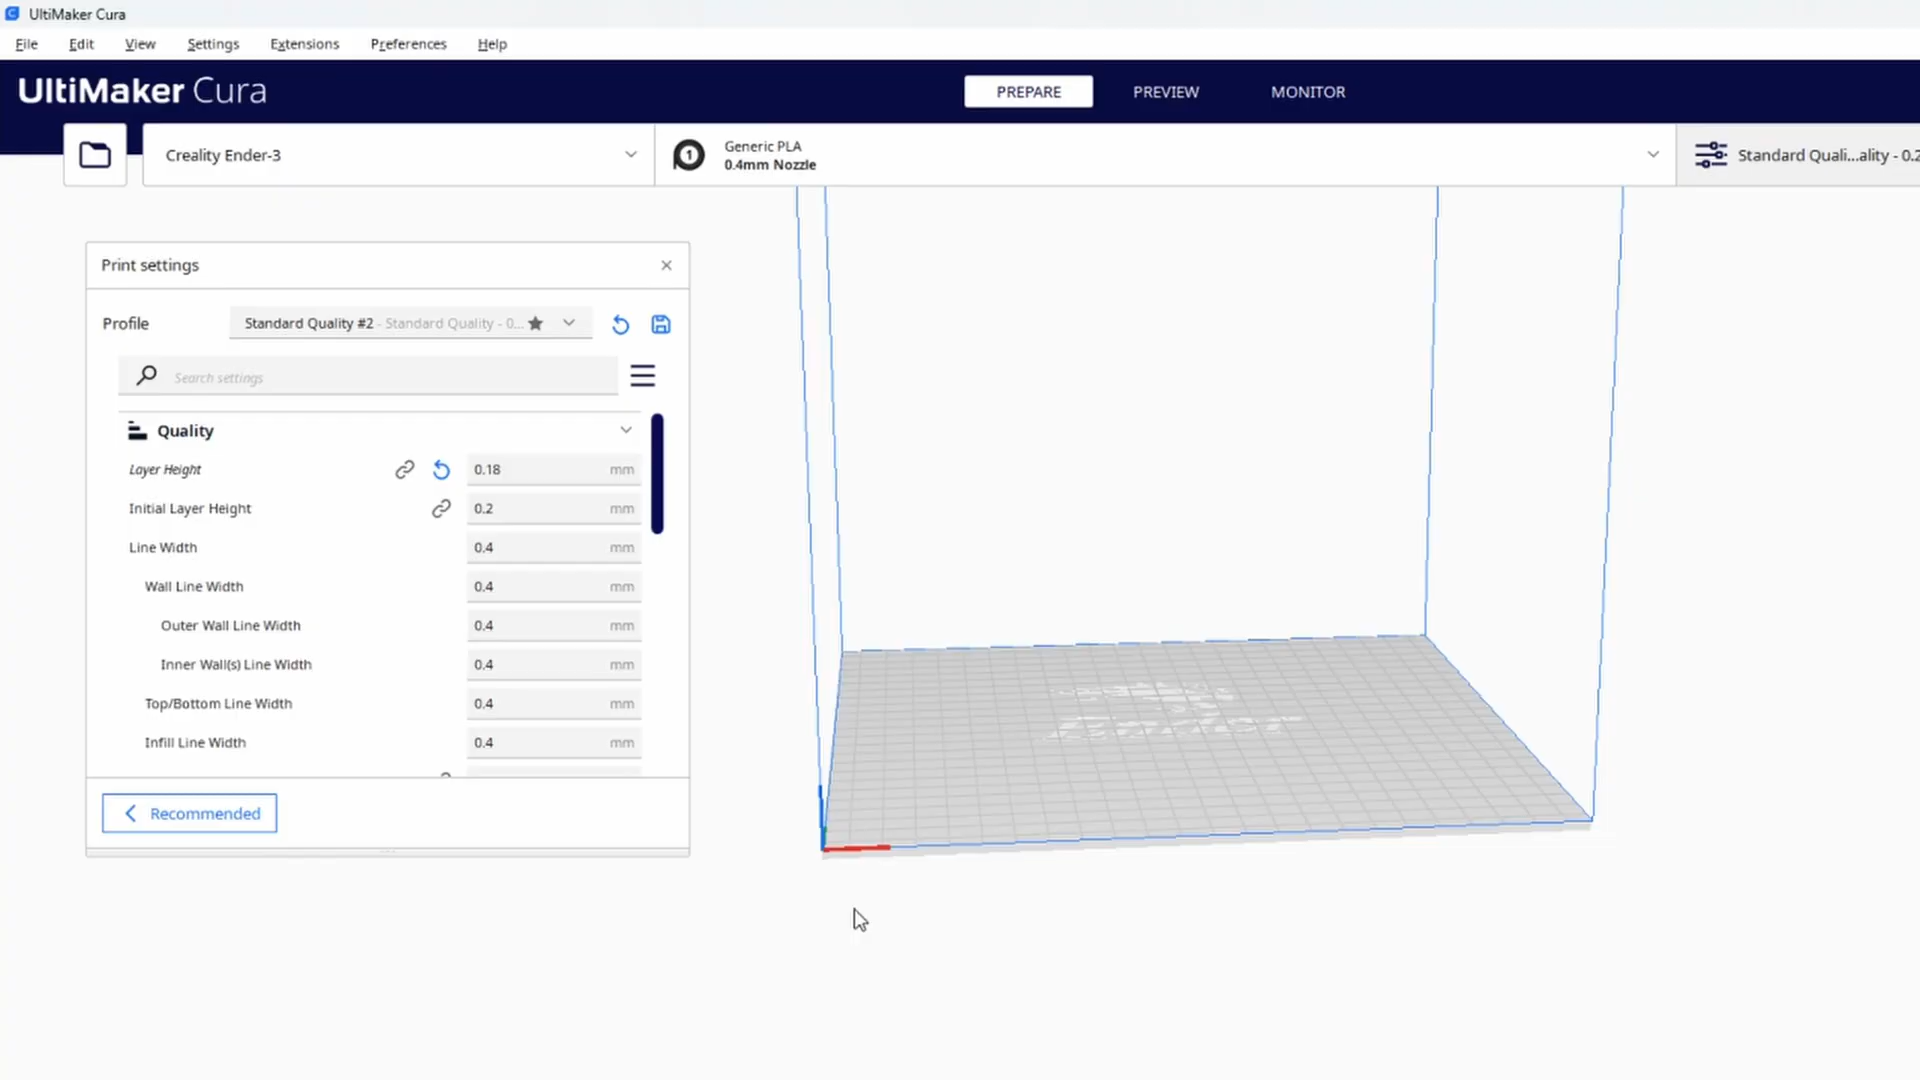 UltiMaker Cura
File Edit View Settings Extensions Preferences Help
UltiMaker Cura
PREPARE PREVIEW MONITOR
Creality Ender-3
1
Generic PLA
0.4mm Nozzle
Standard Quali...ality - 0.2
Print settings
Profile Standard Quality #2 - Standard Quality - 0...
Search settings
Quality
Layer Height 0.18 mm
Initial Layer Height 0.2 mm
Line Width 0.4 mm
Wall Line Width 0.4 mm
Outer Wall Line Width 0.4 mm
Inner Wall(s) Line Width 0.4 mm
Top/Bottom Line Width 0.4 mm
Infill Line Width 0.4 mm
Recommended
Ender